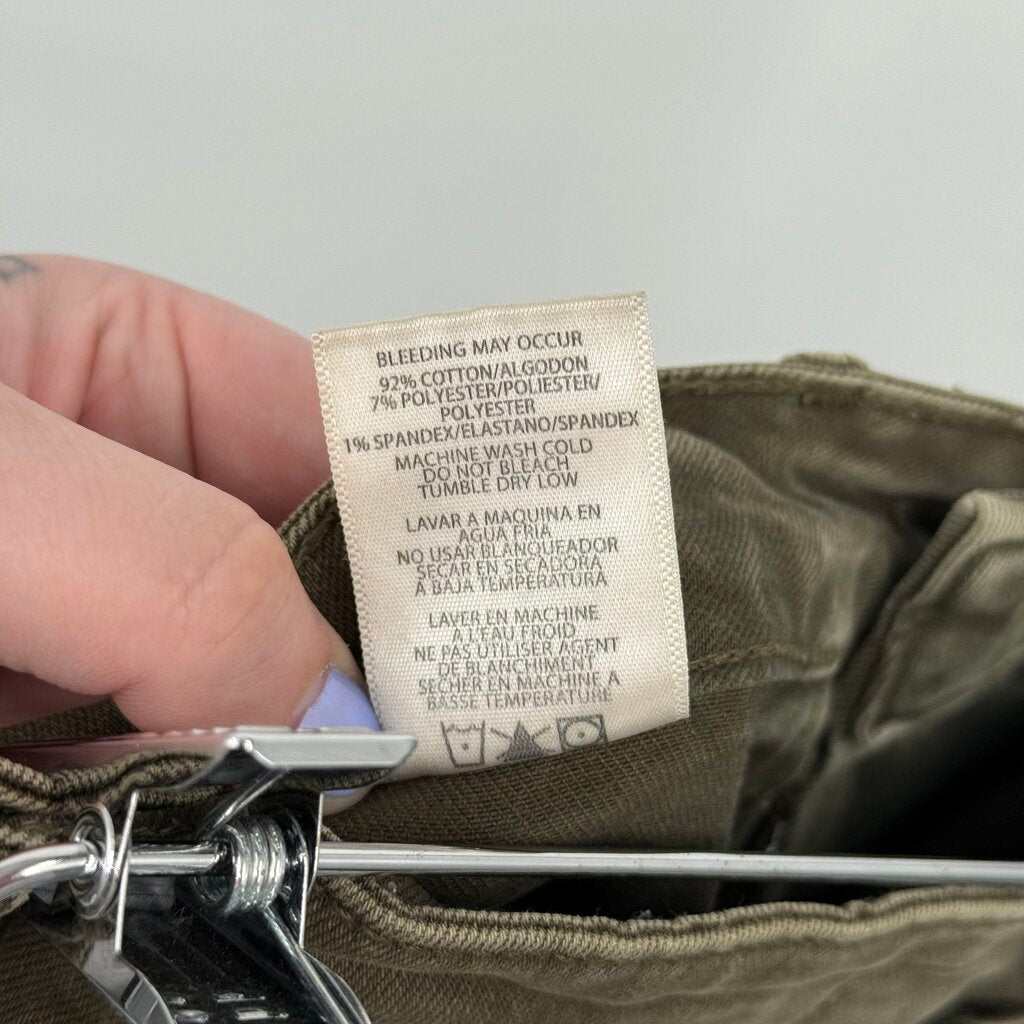 BLEEDING MAY OCCUR
92% COTTON/ALGODON
7% POLYESTER/POLIESTER/
POLYESTER
1% SPANDEX/ELASTANO/SPANDEX
MACHINE WASH COLD
DO NOT BLEACH
TUMBLE DRY LOW
LAVAR A MAQUINA EN
AGUA FRIA
NO USAR BLANQUEADOR
SECAR EN SECADORA
A BAJA TEMPERATURA
LAVER EN MACHINE
A L'EAU FROID
NE PAS UTILISER AGENT
DE BLANCHIMENT
SECHER EN MACHINE A
BASSE TEMPERATURE